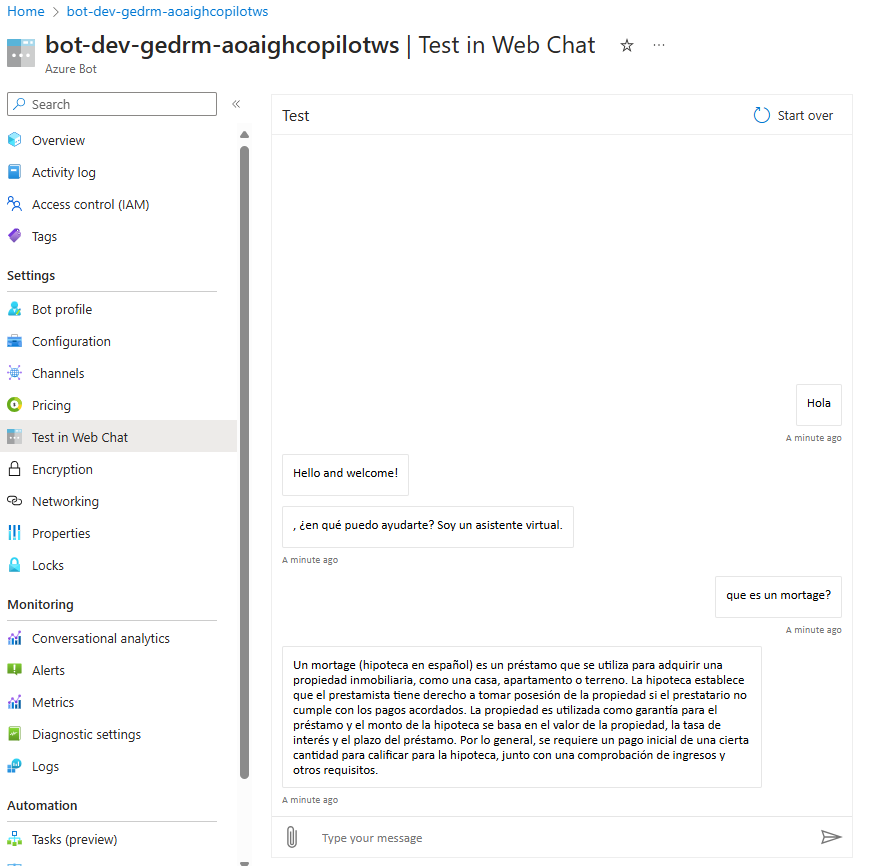 Home > bot-dev-gedrm-aoaighcopilotws
bot-dev-gedrm-aoaighcopilotws | Test in Web Chat
Azure Bot
Search
Overview
Activity log
Access control (IAM)
Tags
Settings
Bot profile
Configuration
Channels
Pricing
Test in Web Chat
Encryption
Networking
Properties
Locks
Monitoring
Conversational analytics
Alerts
Metrics
Diagnostic settings
Logs
Automation
Tasks (preview)
Test
Start over
Hola
A minute ago
Hello and welcome!
, ¿en qué puedo ayudarte? Soy un asistente virtual.
A minute ago
que es un mortage?
A minute ago
Un mortage (hipoteca en español) es un préstamo que se utiliza para adquirir una
propiedad inmobiliaria, como una casa, apartamento o terreno. La hipoteca establece
que el prestamista tiene derecho a tomar posesión de la propiedad si el prestatario no
cumple con los pagos acordados. La propiedad es utilizada como garantía para el
préstamo y el monto de la hipoteca se basa en el valor de la propiedad, la tasa de
interés y el plazo del préstamo. Por lo general, se requiere un pago inicial de una cierta
cantidad para calificar para la hipoteca, junto con una comprobación de ingresos y
otros requisitos.
A minute ago
Type your message